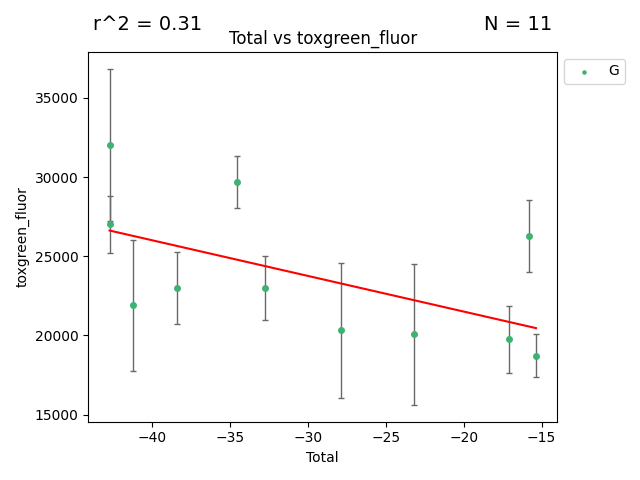 r^2 = 0.31
N = 11
Total vs toxgreen_fluor
G
35000
30000
25000
20000
15000
toxgreen_fluor
−40
−35
−30
−25
−20
−15
Total